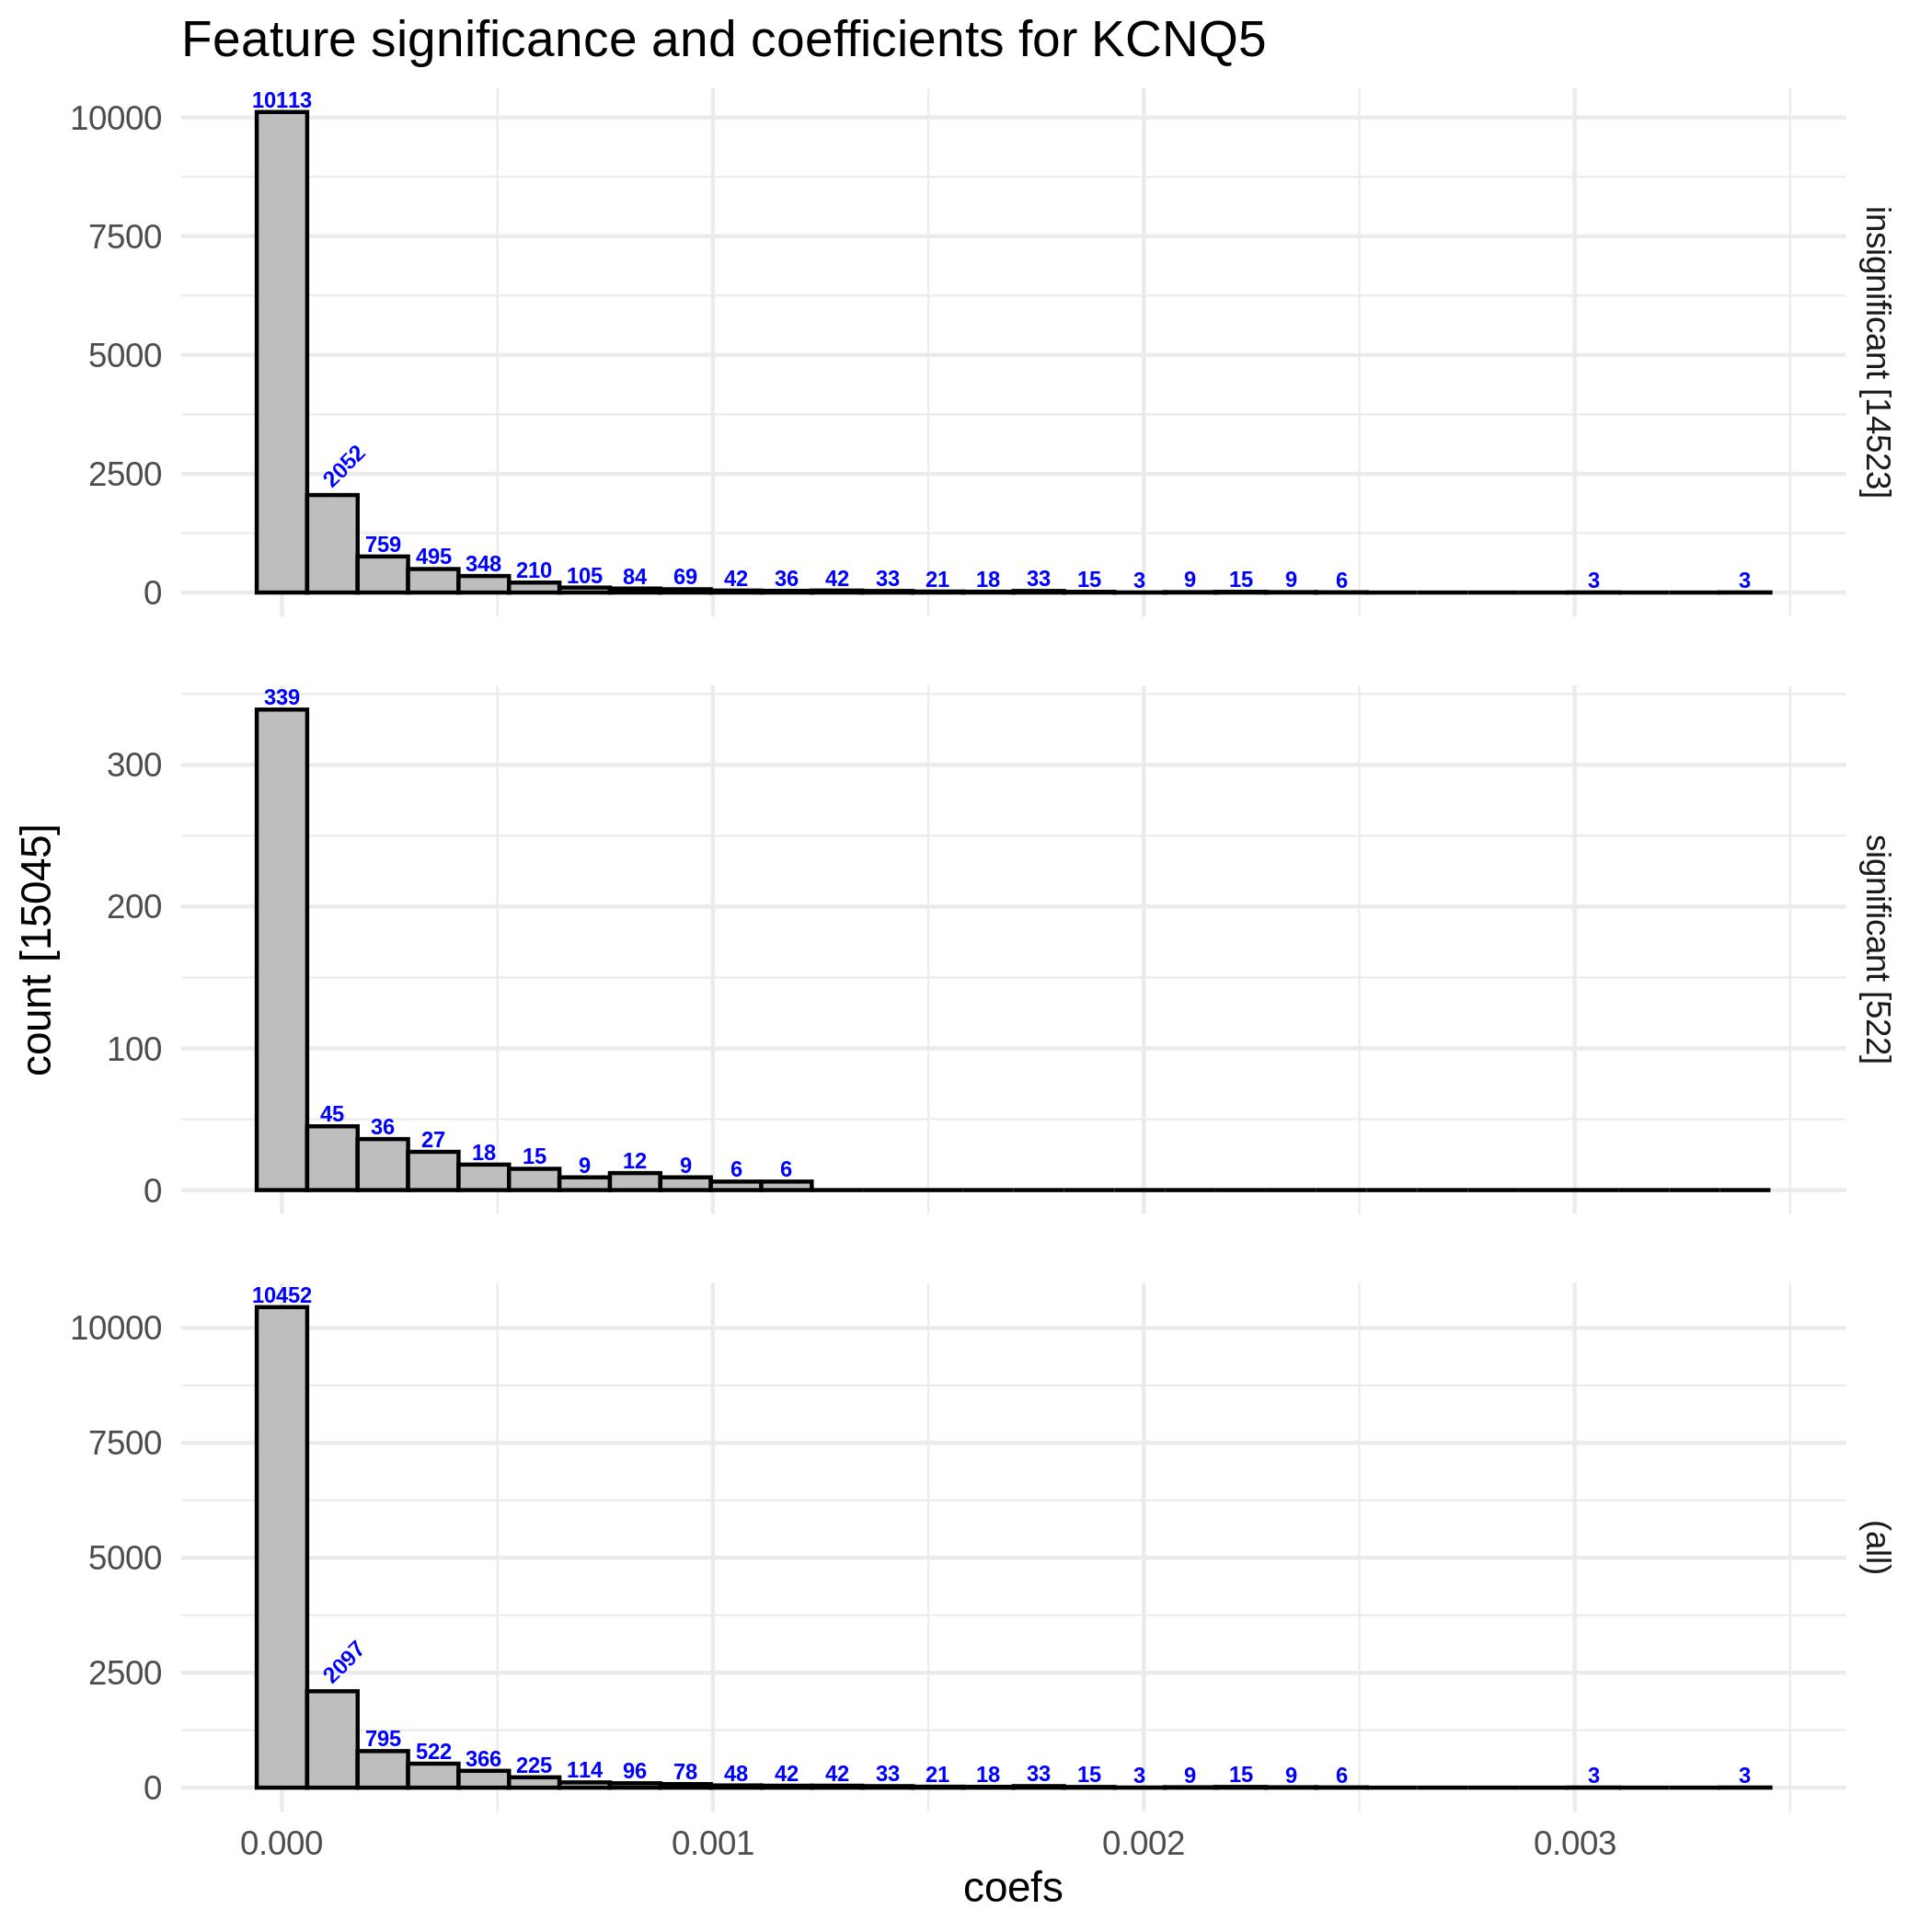 Feature significance and coefficients for KCNQ5
count [15045]
10000
7500
5000
2500
0
10113
2052
759 495 348 210 105 84 69 42 36 42 33 21 18 33 15 3 9 15 9 6 3 3
insignificant [14523]
300
200
100
0
339
45 36 27 18 15 9 12 9 6 6
significant [522]
10000
7500
5000
2500
0
10452
2097
795 522 366 225 114 96 78 48 42 42 33 21 18 33 15 3 9 15 9 6 3 3
(all)
0.000 0.001 0.002 0.003
coefs